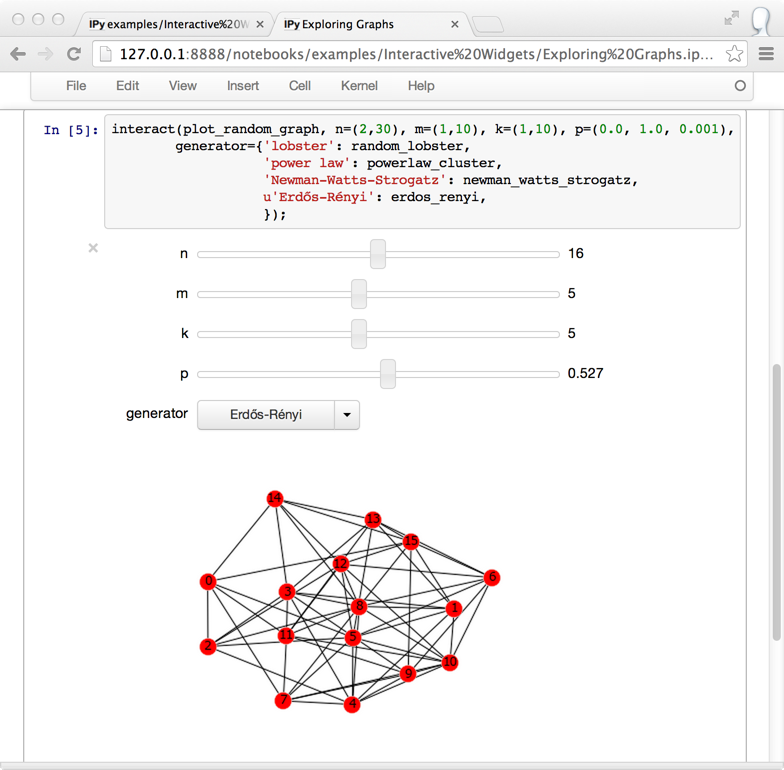 IPy examples/Interactive%20W
IPy Exploring Graphs
127.0.0.1:8888/notebooks/examples/Interactive%20Widgets/Exploring%20Graphs.ip...
File Edit View Insert Cell Kernel Help
In [5]: interact(plot_random_graph, n=(2,30), m=(1,10), k=(1,10), p=(0.0, 1.0, 0.001),
generator={'lobster': random_lobster,
'power law': powerlaw_cluster,
'Newman-Watts-Strogatz': newman_watts_strogatz,
u'Erdős-Rényi': erdos_renyi,
});
n 16
m 5
k 5
p 0.527
generator Erdős-Rényi
14
13
15
12
6
0
3
8
1
11
5
2
10
9
7
4